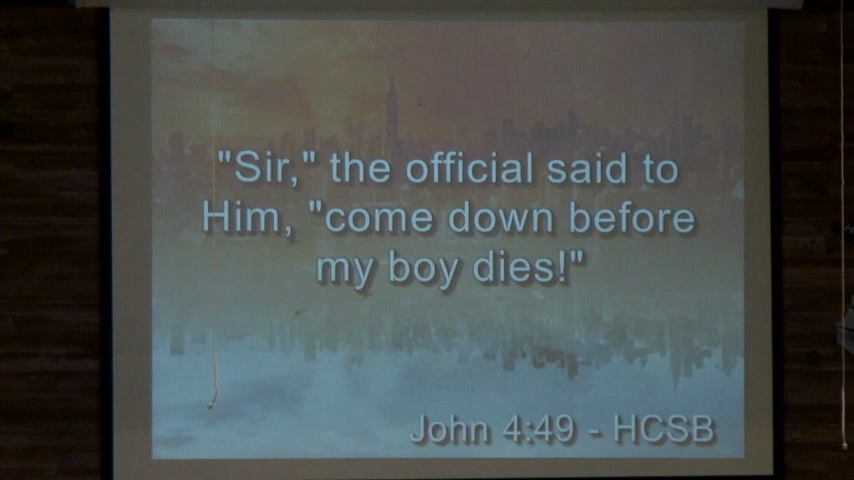 "Sir," the official said to
Him, "come down before
my boy dies!"
John 4:49 - HCSB